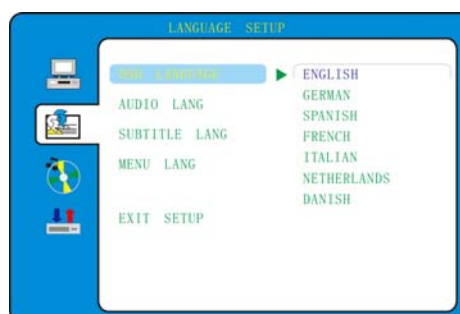 LANGUAGE SETUP
OSD LANGUAGE
ENGLISH
GERMAN
AUDIO LANG
SPANISH
SUBTITLE LANG
FRENCH
MENU LANG
ITALIAN
NETHERLANDS
DANISH
EXIT SETUP